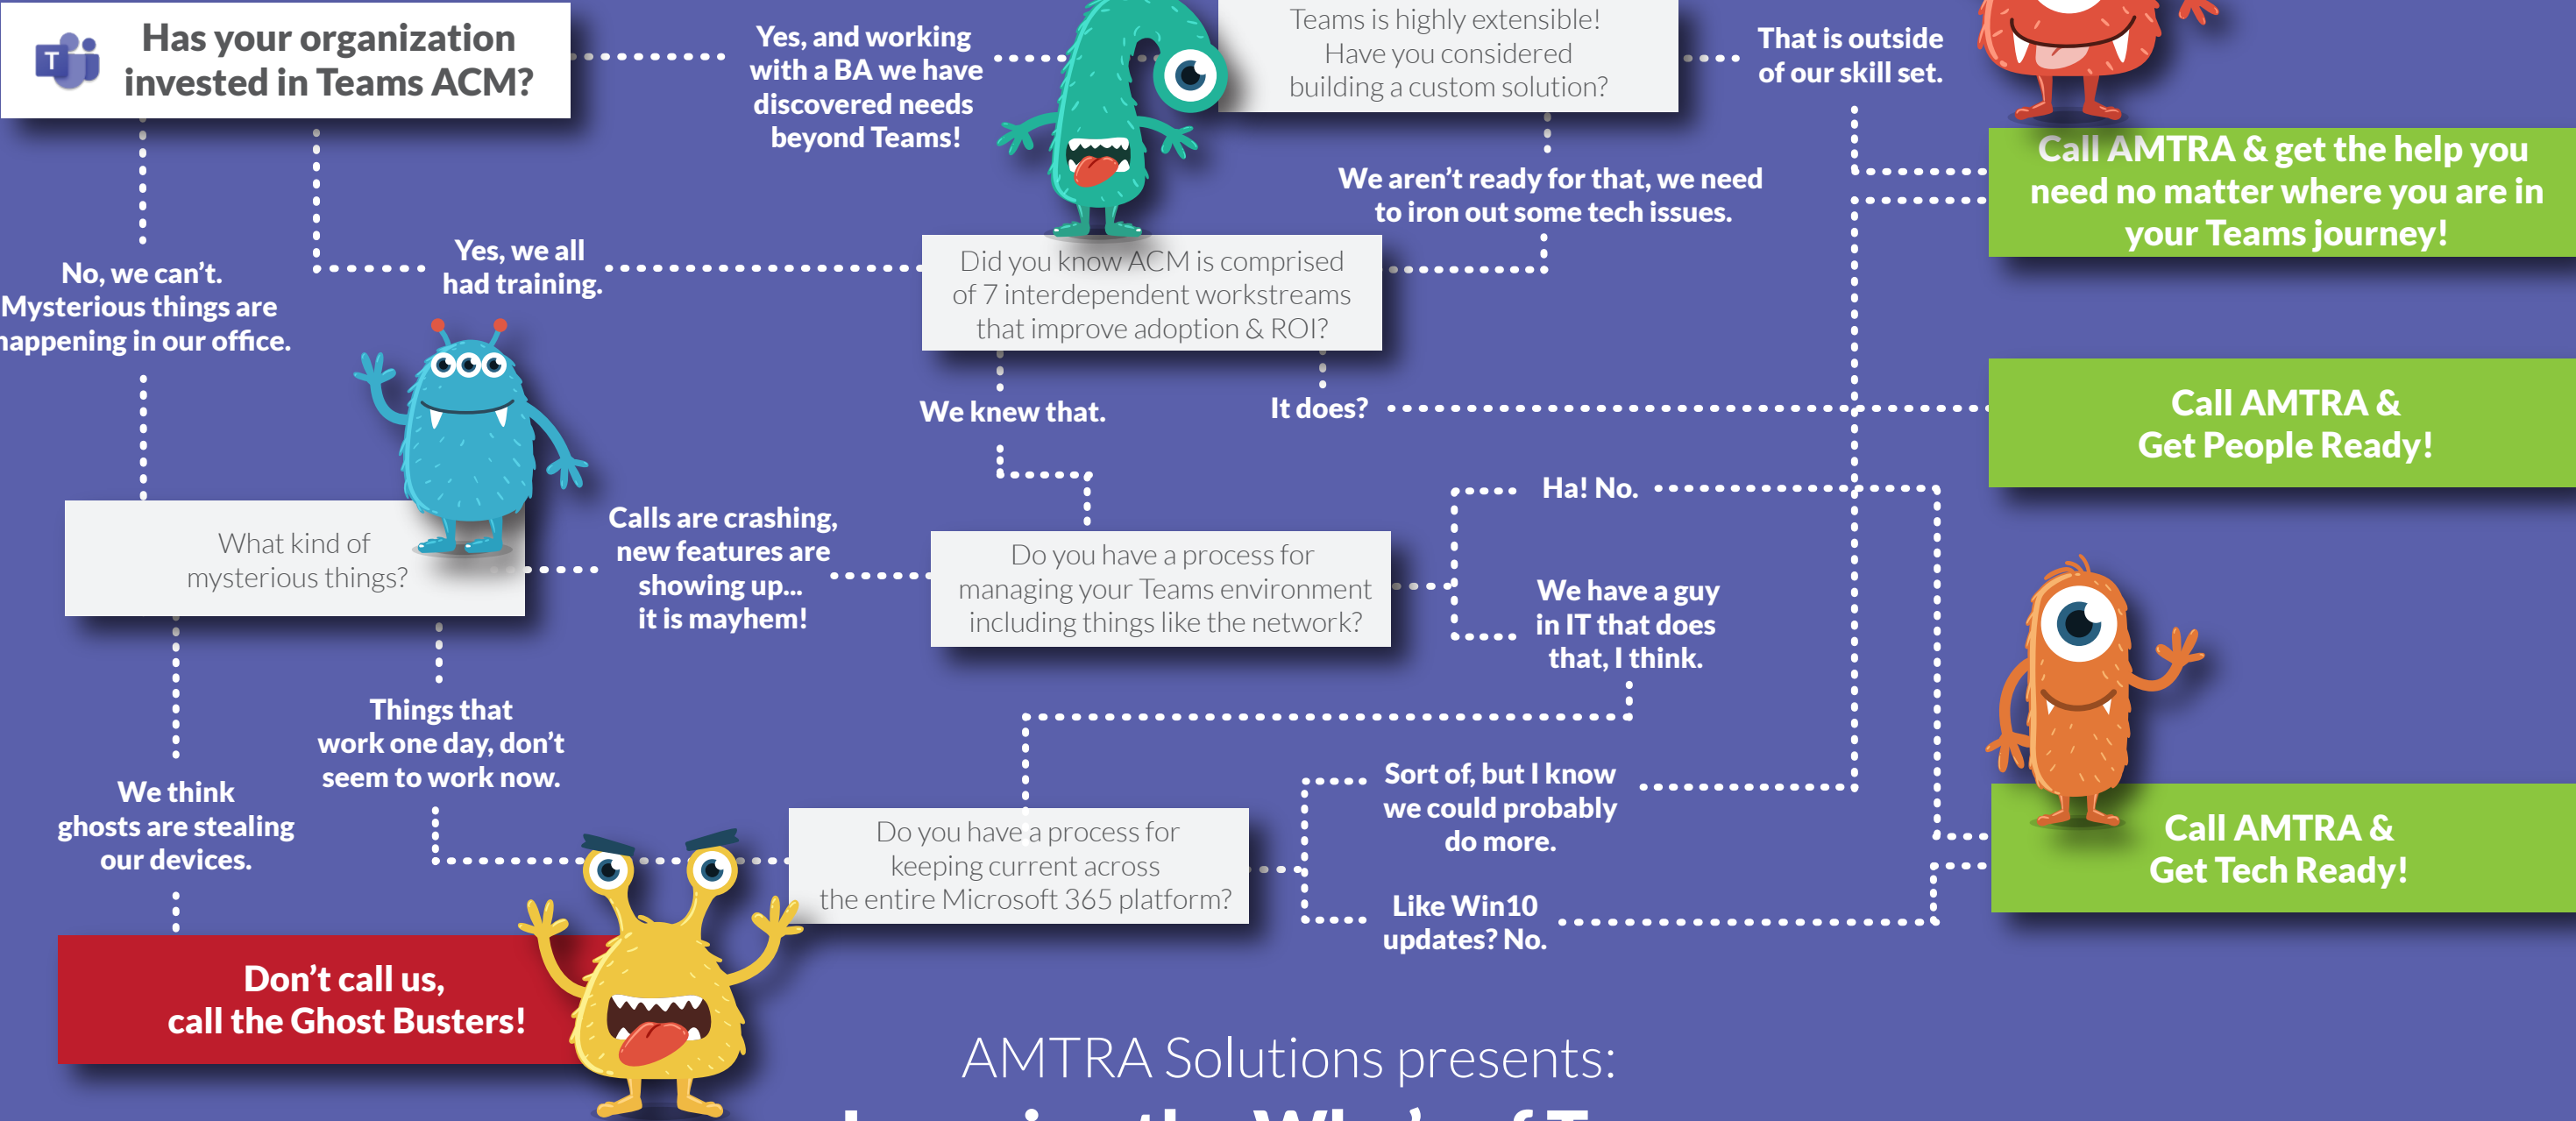 Has your organization
invested in Teams ACM?
T
Yes, and working
with a BA we have
discovered needs
beyond Teams!
Teams is highly extensible!
Have you considered
building a custom solution?
That is outside
of our skill set.
Call AMTRA & get the help you
need no matter where you are in
your Teams journey!
We aren't ready for that, we need
to iron out some tech issues.
No, we can't.
Mysterious things are
happening in our office.
Yes, we all
had training.
Did you know ACM is comprised
of 7 interdependent workstreams
that improve adoption & ROI?
We knew that.
It does?
Call AMTRA &
Get People Ready!
What kind of
mysterious things?
Calls are crashing,
new features are
showing up...
it is mayhem!
Do you have a process for
managing your Teams environment
including things like the network?
Ha! No.
We have a guy
in IT that does
that, I think.
Things that
work one day, don't
seem to work now.
We think
ghosts are stealing
our devices.
Do you have a process for
keeping current across
the entire Microsoft 365 platform?
Sort of, but I know
we could probably
do more.
Like Win10
updates? No.
Call AMTRA &
Get Tech Ready!
Don't call us,
call the Ghost Busters!
AMTRA Solutions presents: